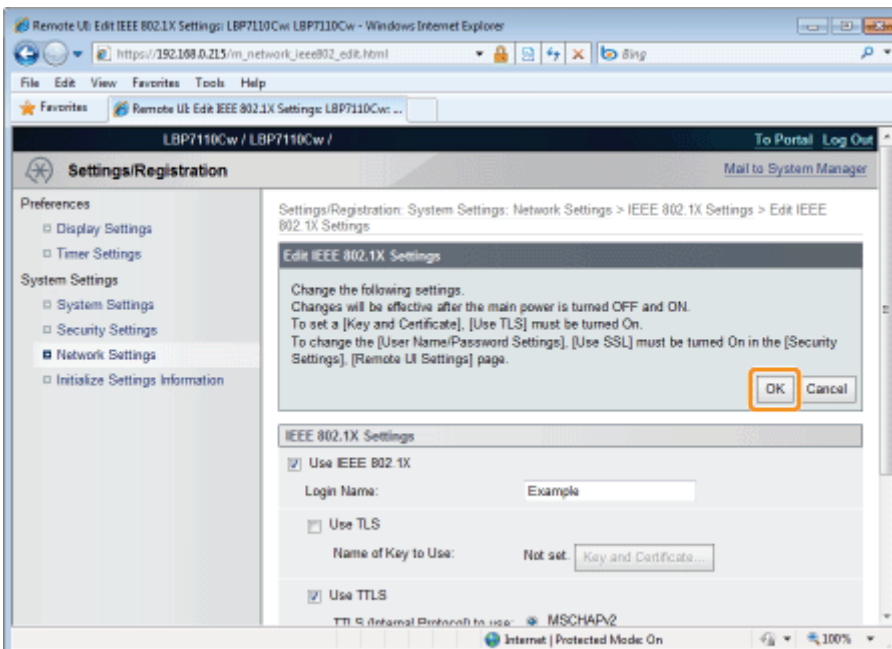 Remote UI: Edit IEEE 802.1X Settings: LBP7110Cw: LBP7110Cw - Windows Internet Explorer
https://192.168.0.215/m_network_ieee802_edit.html
Bing
File Edit View Favorites Tools Help
Favorites Remote UI: Edit IEEE 802.1X Settings: LBP7110Cw: ...
LBP7110Cw / LBP7110Cw /
To Portal Log Out
Settings/Registration
Mail to System Manager
Preferences
Display Settings
Timer Settings
System Settings
System Settings
Security Settings
Network Settings
Initialize Settings Information
Settings/Registration: System Settings: Network Settings > IEEE 802.1X Settings > Edit IEEE
802.1X Settings
Edit IEEE 802.1X Settings
Change the following settings.
Changes will be effective after the main power is turned OFF and ON.
To set a [Key and Certificate], [Use TLS] must be turned On.
To change the [User Name/Password Settings], [Use SSL] must be turned On in the [Security
Settings], [Remote UI Settings] page.
OK Cancel
IEEE 802.1X Settings
Use IEEE 802.1X
Login Name: Example
Use TLS
Name of Key to Use: Not set. Key and Certificate...
Use TTLS
TTLS (Internal Protocol) to use: MSCHAPv2
Internet | Protected Mode: On
100%